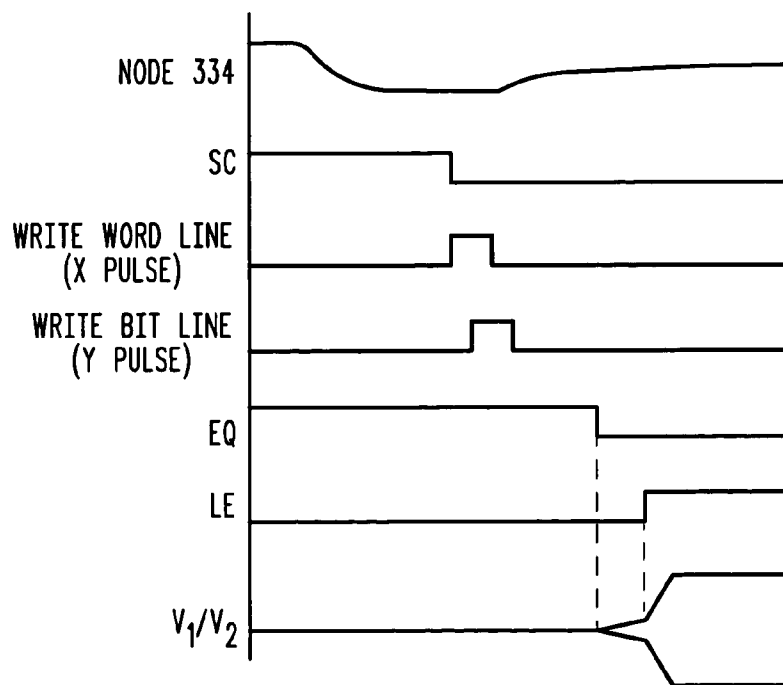 NODE 334
SC
WRITE WORD LINE
(X PULSE)
WRITE BIT LINE
(Y PULSE)
EQ
LE
V1/V2